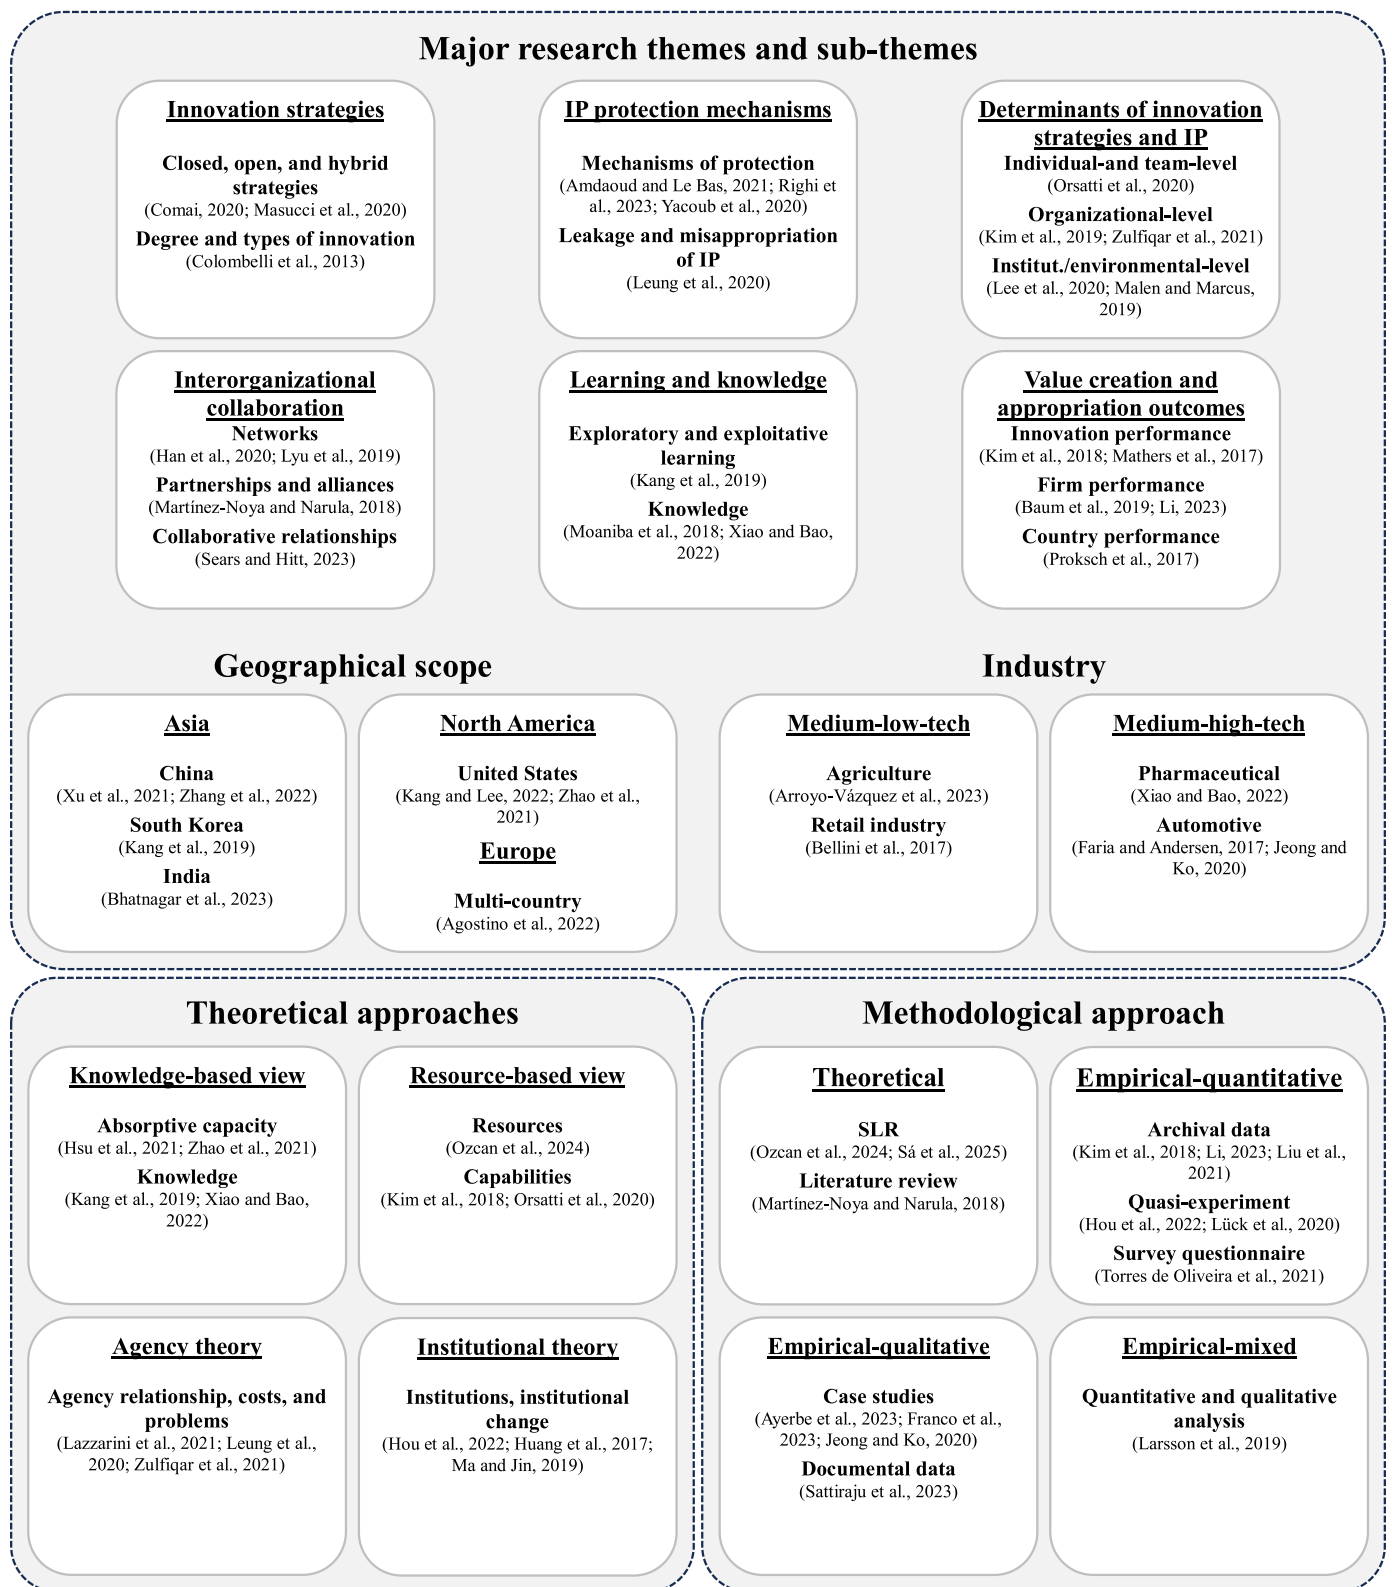 Major research themes and sub-themes
Innovation strategies
Closed, open, and hybrid
strategies
(Comai, 2020; Masucci et al., 2020)
Degree and types of innovation
(Colombelli et al., 2013)
IP protection mechanisms
Mechanisms of protection
(Amdaoud and Le Bas, 2021; Righi et
al., 2023; Yacoub et al., 2020)
Leakage and misappropriation
of IP
(Leung et al., 2020)
Determinants of innovation
strategies and IP
Individual-and team-level
(Orsatti et al., 2020)
Organizational-level
(Kim et al., 2019; Zulfiqar et al., 2021)
Institut./environmental-level
(Lee et al., 2020; Malen and Marcus,
2019)
Interorganizational
collaboration
Networks
(Han et al., 2020; Lyu et al., 2019)
Partnerships and alliances
(Martínez-Noya and Narula, 2018)
Collaborative relationships
(Sears and Hitt, 2023)
Learning and knowledge
Exploratory and exploitative
learning
(Kang et al., 2019)
Knowledge
(Moaniba et al., 2018; Xiao and Bao,
2022)
Value creation and
appropriation outcomes
Innovation performance
(Kim et al., 2018; Mathers et al., 2017)
Firm performance
(Baum et al., 2019; Li, 2023)
Country performance
(Proksch et al., 2017)
Geographical scope
Asia
China
(Xu et al., 2021; Zhang et al., 2022)
South Korea
(Kang et al., 2019)
India
(Bhatnagar et al., 2023)
North America
United States
(Kang and Lee, 2022; Zhao et al.,
2021)
Europe
Multi-country
(Agostino et al., 2022)
Industry
Medium-low-tech
Agriculture
(Arroyo-Vázquez et al., 2023)
Retail industry
(Bellini et al., 2017)
Medium-high-tech
Pharmaceutical
(Xiao and Bao, 2022)
Automotive
(Faria and Andersen, 2017; Jeong and
Ko, 2020)
Theoretical approaches
Knowledge-based view
Absorptive capacity
(Hsu et al., 2021; Zhao et al., 2021)
Knowledge
(Kang et al., 2019; Xiao and Bao,
2022)
Resource-based view
Resources
(Ozcan et al., 2024)
Capabilities
(Kim et al., 2018; Orsatti et al., 2020)
Agency theory
Agency relationship, costs, and
problems
(Lazzarini et al., 2021; Leung et al.,
2020; Zulfiqar et al., 2021)
Institutional theory
Institutions, institutional
change
(Hou et al., 2022; Huang et al., 2017;
Ma and Jin, 2019)
Methodological approach
Theoretical
SLR
(Ozcan et al., 2024; Sá et al., 2025)
Literature review
(Martínez-Noya and Narula, 2018)
Empirical-quantitative
Archival data
(Kim et al., 2018; Li, 2023; Liu et al.,
2021)
Quasi-experiment
(Hou et al., 2022; Lück et al., 2020)
Survey questionnaire
(Torres de Oliveira et al., 2021)
Empirical-qualitative
Case studies
(Ayerbe et al., 2023; Franco et al.,
2023; Jeong and Ko, 2020)
Documental data
(Sattiraju et al., 2023)
Empirical-mixed
Quantitative and qualitative
analysis
(Larsson et al., 2019)